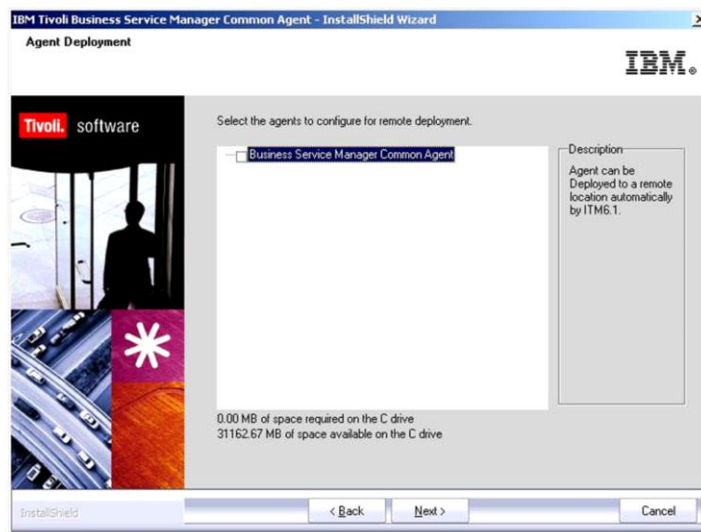 IBM Tivoli Business Service Manager Common Agent - InstallShield Wizard
Agent Deployment
IBM®
Tivoli. software
Select the agents to configure for remote deployment.
Business Service Manager Common Agent
Description
Agent can be
Deployed to a remote
location automatically
by ITM6.1.
0.00 MB of space required on the C drive
31162.67 MB of space available on the C drive
InstallShield
< Back
Next >
Cancel